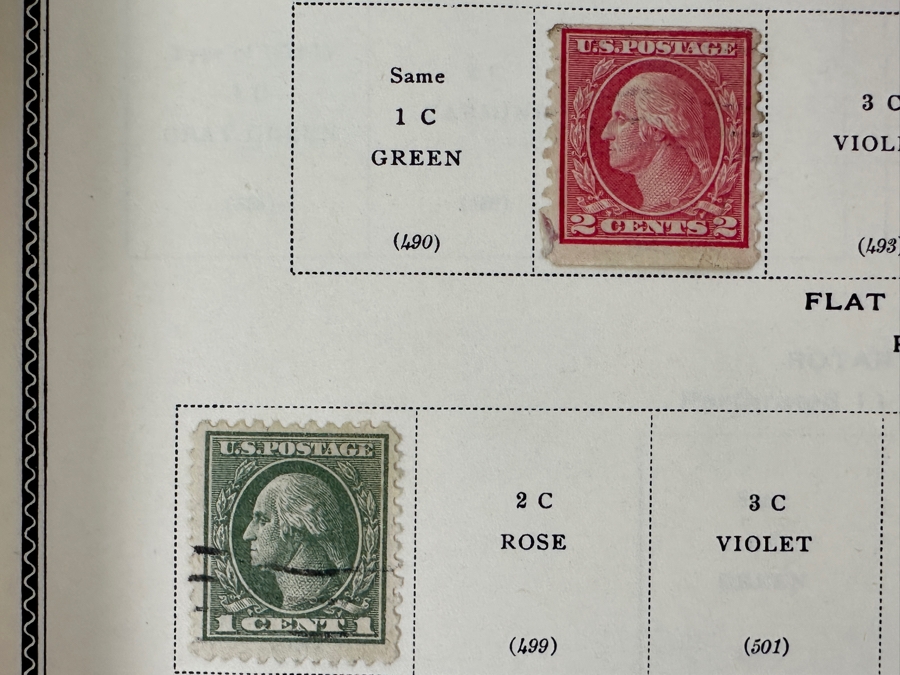 Same
1 C
GREEN
(490)
U.S. POSTAGE
2 CENTS 2
3 C
VIOLE
(493)
FLAT
U.S. POSTAGE
1 CENT 1
2 C
ROSE
(499)
3 C
VIOLET
(501)